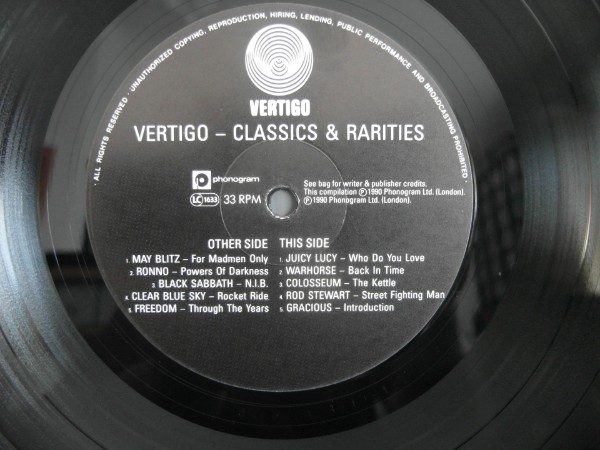 · ALL RIGHTS RESERVED · UNAUTHORIZED COPYING, REPRODUCTION, HIRING, LENDING, PUBLIC PERFORMANCE AND BROADCASTING PROHIBITED ·
VERTIGO
VERTIGO – CLASSICS & RARITIES
phonogram
LC 1633 33 RPM
See bag for writer & publisher credits.
This compilation ℗1990 Phonogram Ltd. (London).
℗1990 Phonogram Ltd. (London).
OTHER SIDE
1. MAY BLITZ – For Madmen Only
2. RONNO – Powers Of Darkness
2. BLACK SABBATH – N.I.B.
4. CLEAR BLUE SKY – Rocket Ride
5. FREEDOM – Through The Years
THIS SIDE
1. JUICY LUCY – Who Do You Love
2. WARHORSE – Back In Time
3. COLOSSEUM – The Kettle
4. ROD STEWART – Street Fighting Man
5. GRACIOUS – Introduction